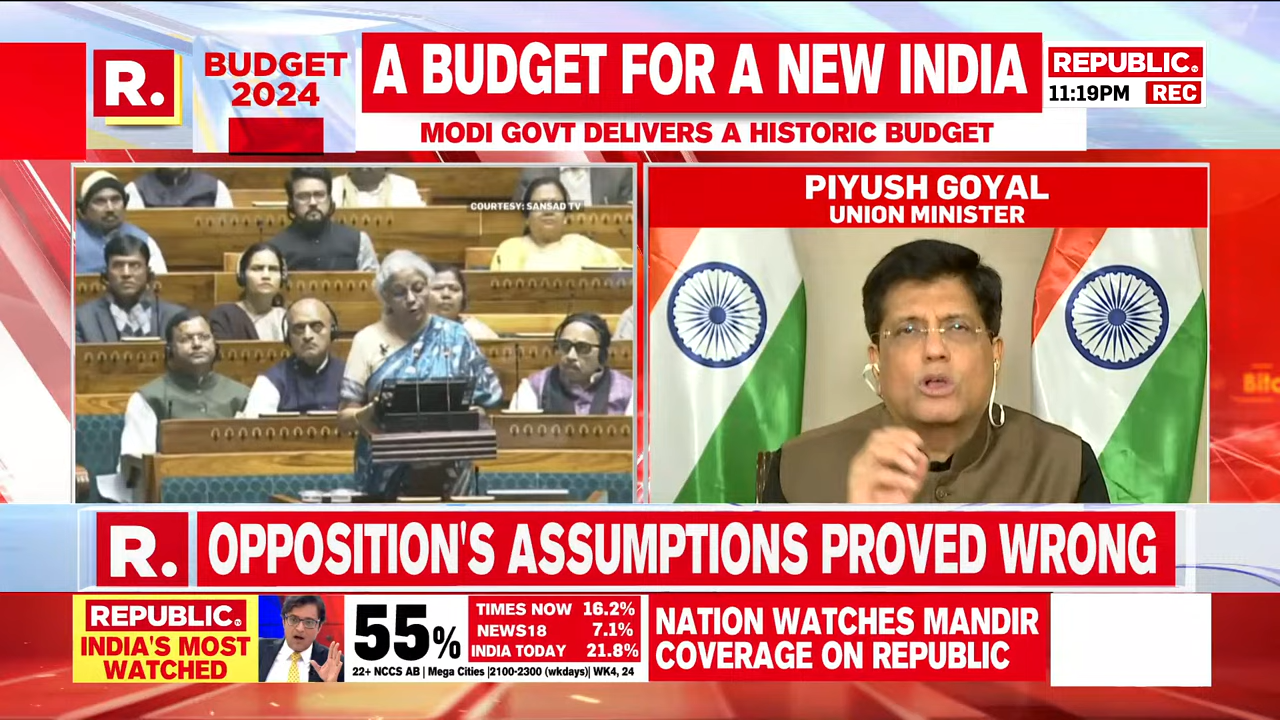 R.
BUDGET
2024
A BUDGET FOR A NEW INDIA
MODI GOVT DELIVERS A HISTORIC BUDGET
REPUBLIC.
11:19PM REC
COURTESY: SANSAD TV
PIYUSH GOYAL
UNION MINISTER
R.
OPPOSITION'S ASSUMPTIONS PROVED WRONG
REPUBLIC.
INDIA'S MOST
WATCHED
55%
TIMES NOW 16.2%
NEWS18 7.1%
INDIA TODAY 21.8%
22+ NCCS AB | Mega Cities |2100-2300 (wkdays)| WK4, 24
NATION WATCHES MANDIR
COVERAGE ON REPUBLIC